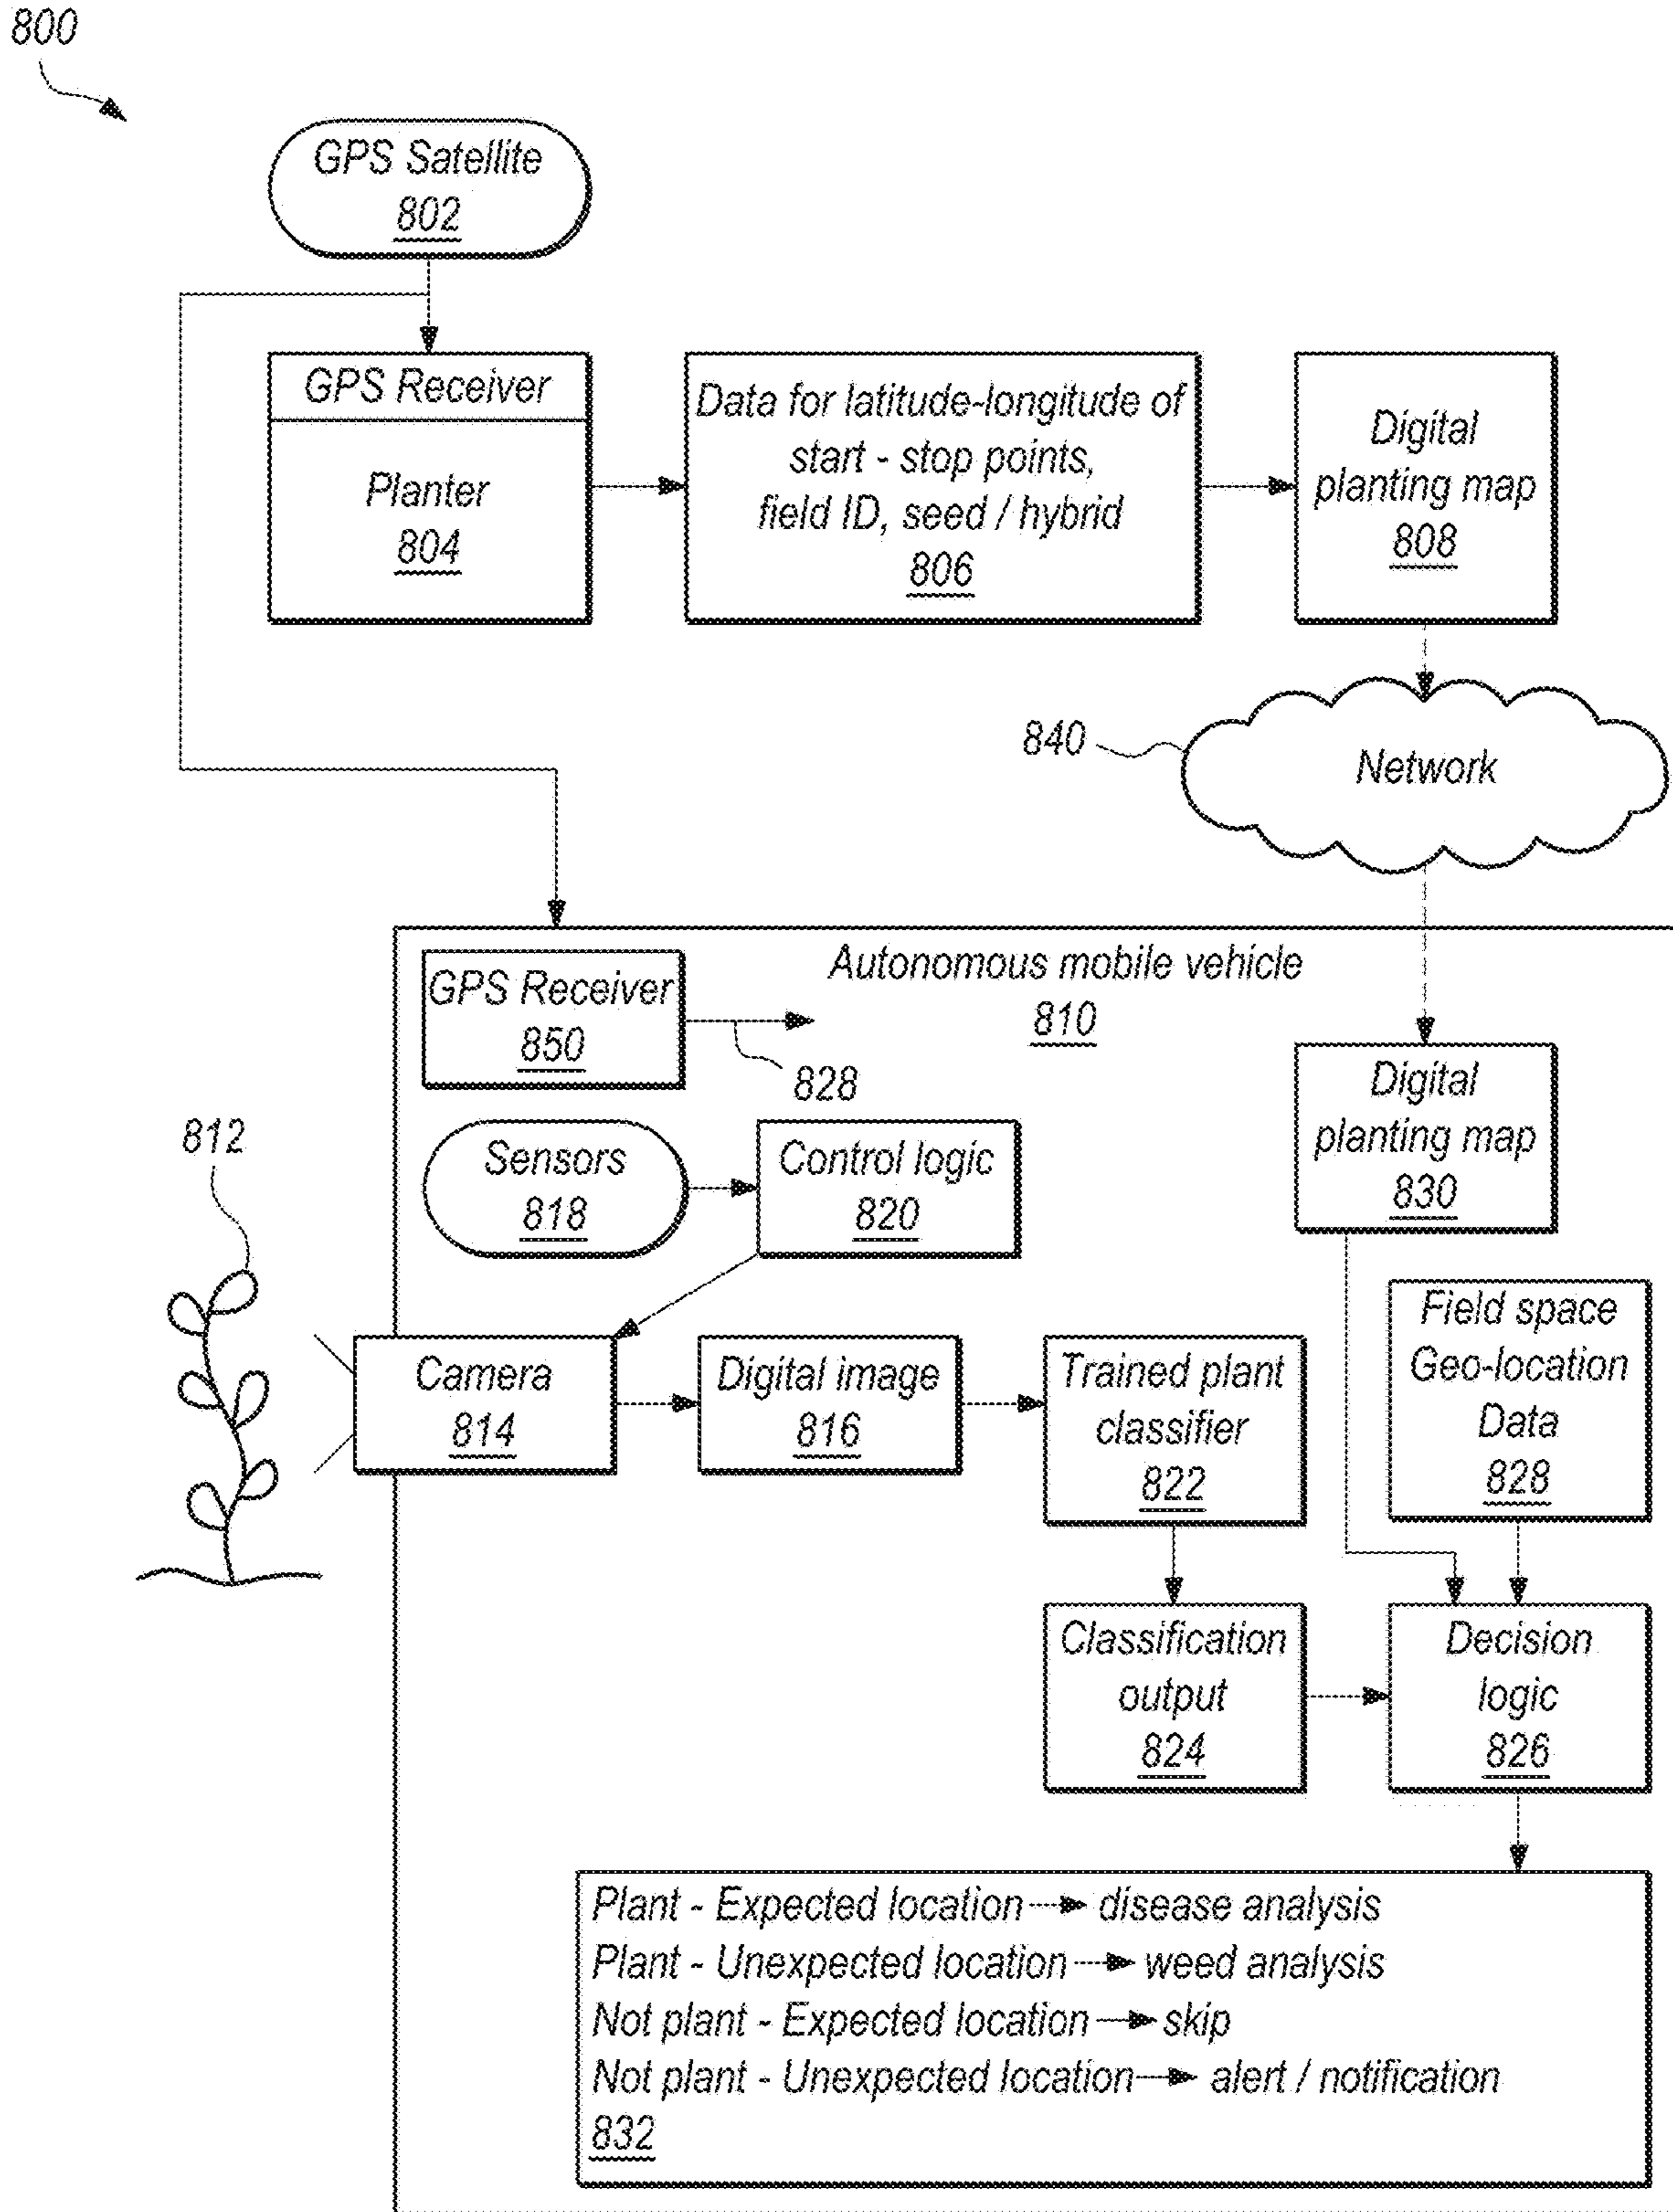 800
GPS Satellite
802
GPS Receiver
Planter
804
Data for latitude-longitude of
start - stop points,
field ID, seed / hybrid
806
Digital
planting map
808
840
Network
Autonomous mobile vehicle
810
GPS Receiver
850
828
Digital
planting map
830
812
Sensors
818
Control logic
820
Field space
Geo-location
Data
828
Camera
814
Digital image
816
Trained plant
classifier
822
Classification
output
824
Decision
logic
826
Plant - Expected location → disease analysis
Plant - Unexpected location → weed analysis
Not plant - Expected location → skip
Not plant - Unexpected location → alert / notification
832